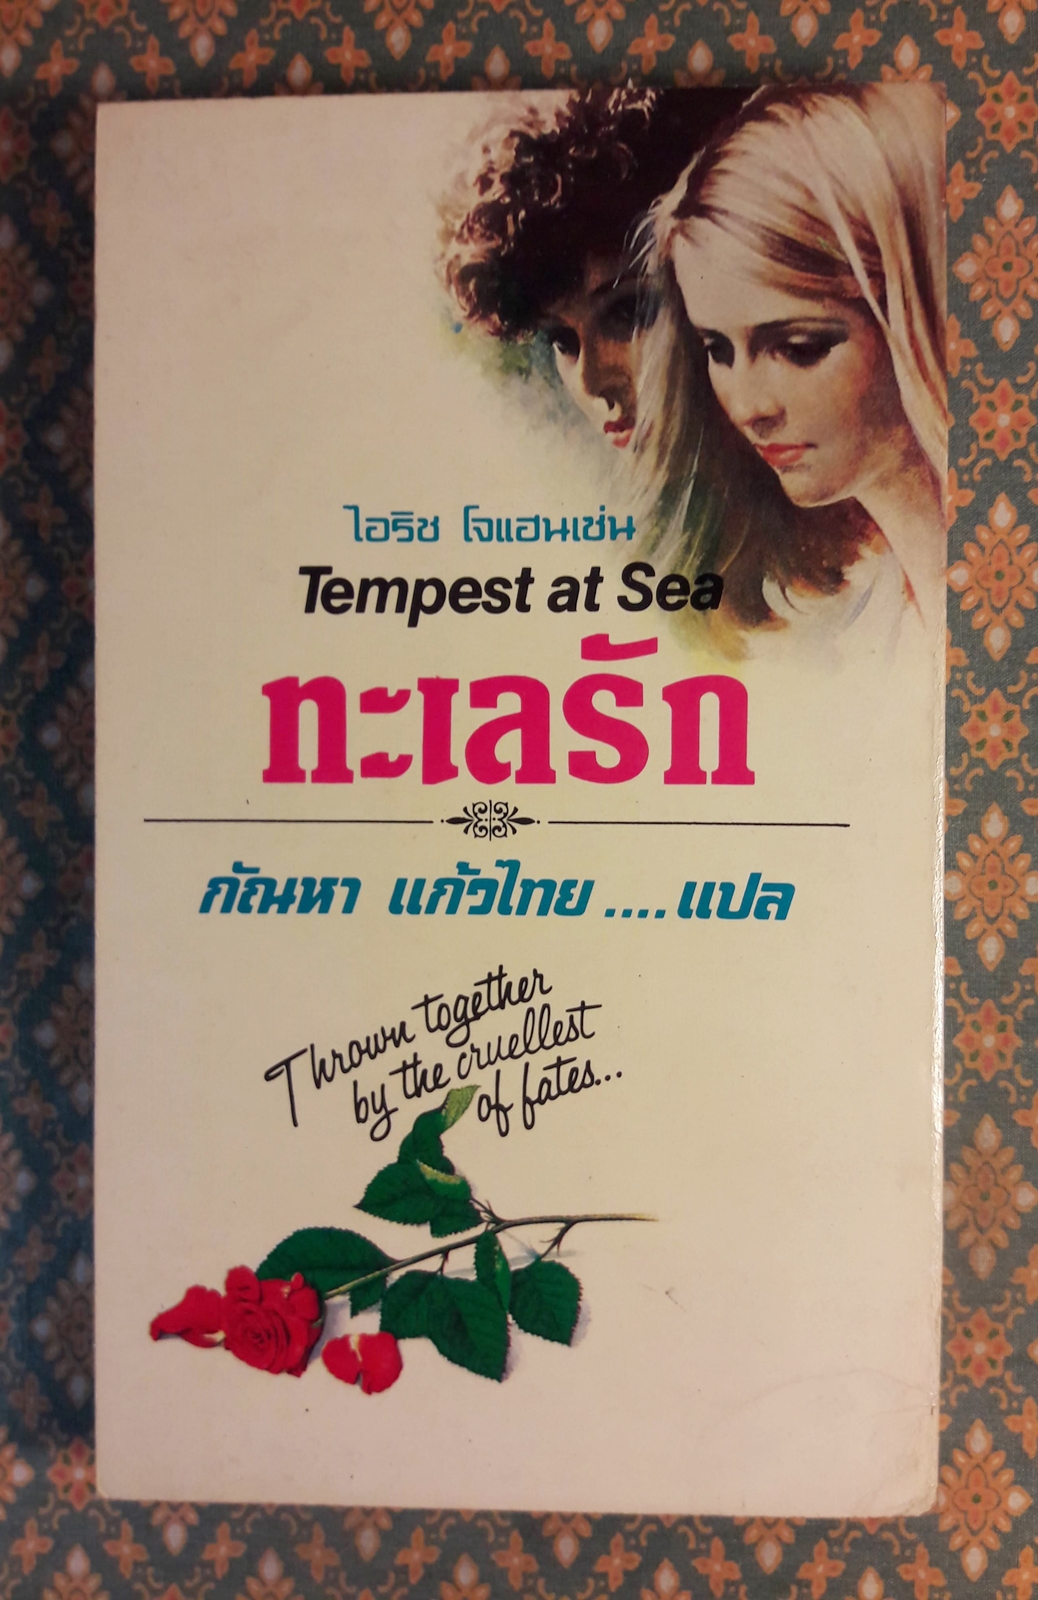 ไอริช โจแฮนเซ่น
Tempest at Sea
ทะเลรัก
กัณหา แก้วไทย....แปล
Thrown together
by the cruellest
of fates...